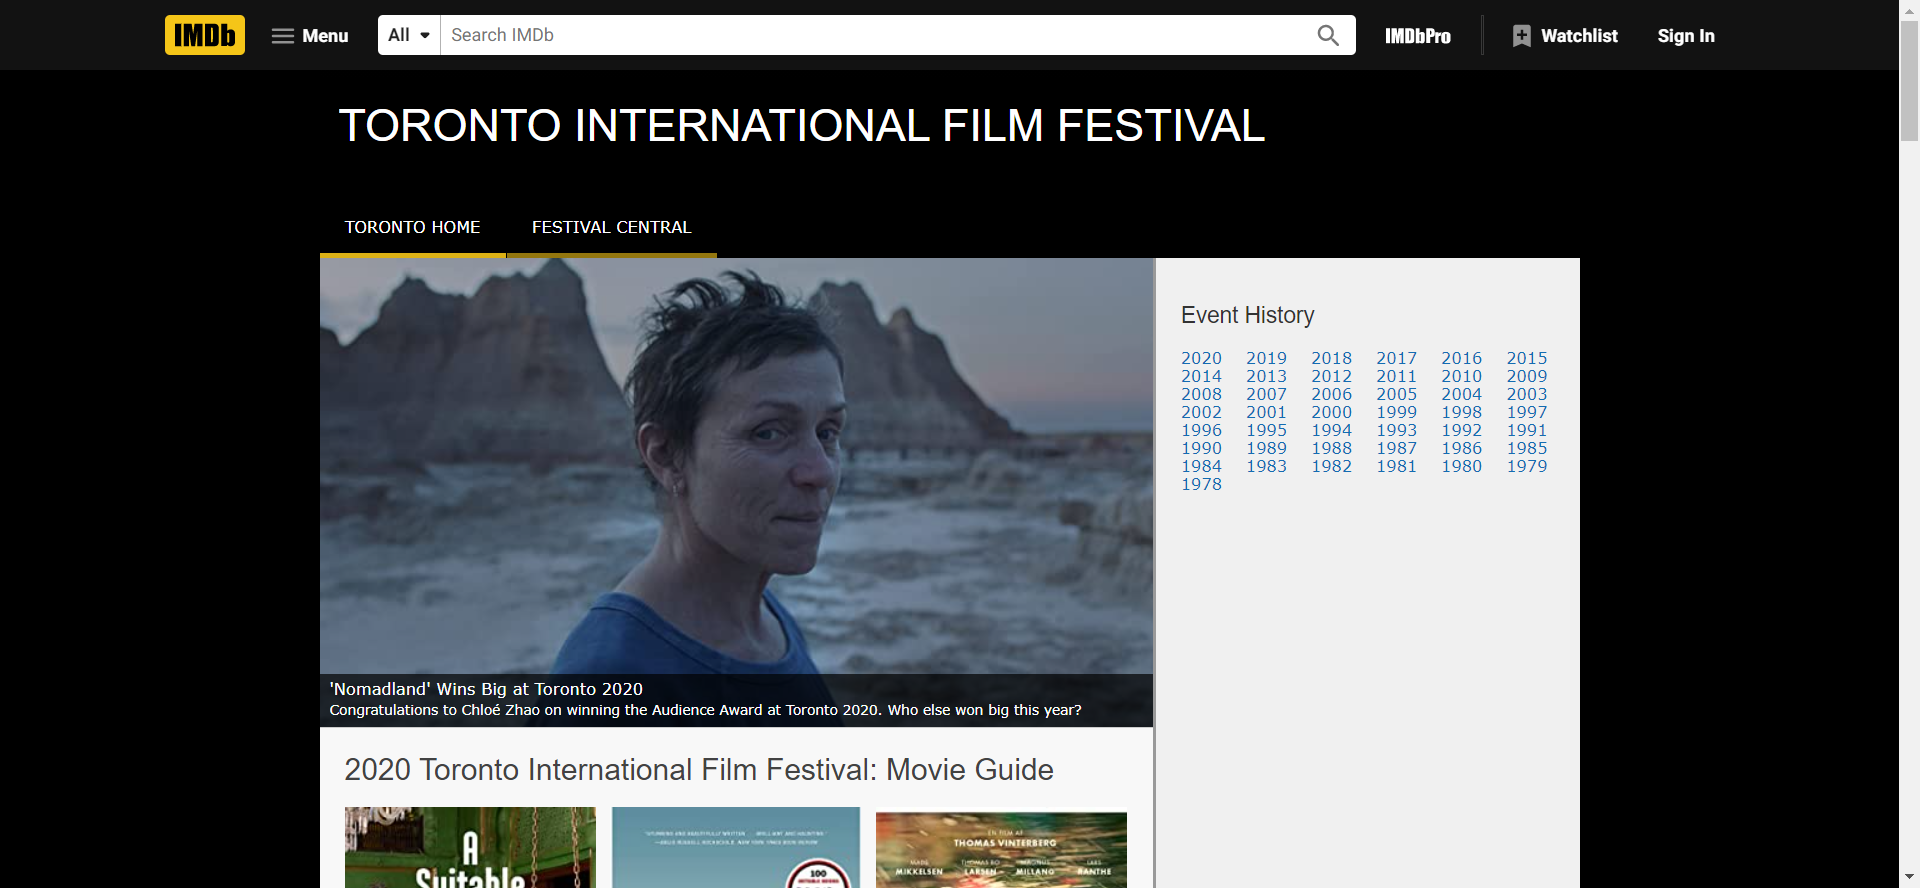 IMDb Menu All Search IMDb IMDbPro Watchlist Sign In
TORONTO INTERNATIONAL FILM FESTIVAL
TORONTO HOME FESTIVAL CENTRAL
'Nomadland' Wins Big at Toronto 2020
Congratulations to Chloé Zhao on winning the Audience Award at Toronto 2020. Who else won big this year?
Event History
2020 2019 2018 2017 2016 2015
2014 2013 2012 2011 2010 2009
2008 2007 2006 2005 2004 2003
2002 2001 2000 1999 1998 1997
1996 1995 1994 1993 1992 1991
1990 1989 1988 1987 1986 1985
1984 1983 1982 1981 1980 1979
1978
2020 Toronto International Film Festival: Movie Guide
A
Suitable
100
EN FILM AF
THOMAS VINTERBERG
MADS THOMAS BO MAGNUS LARS
MIKKELSEN LARSEN MILLANG RANTHE